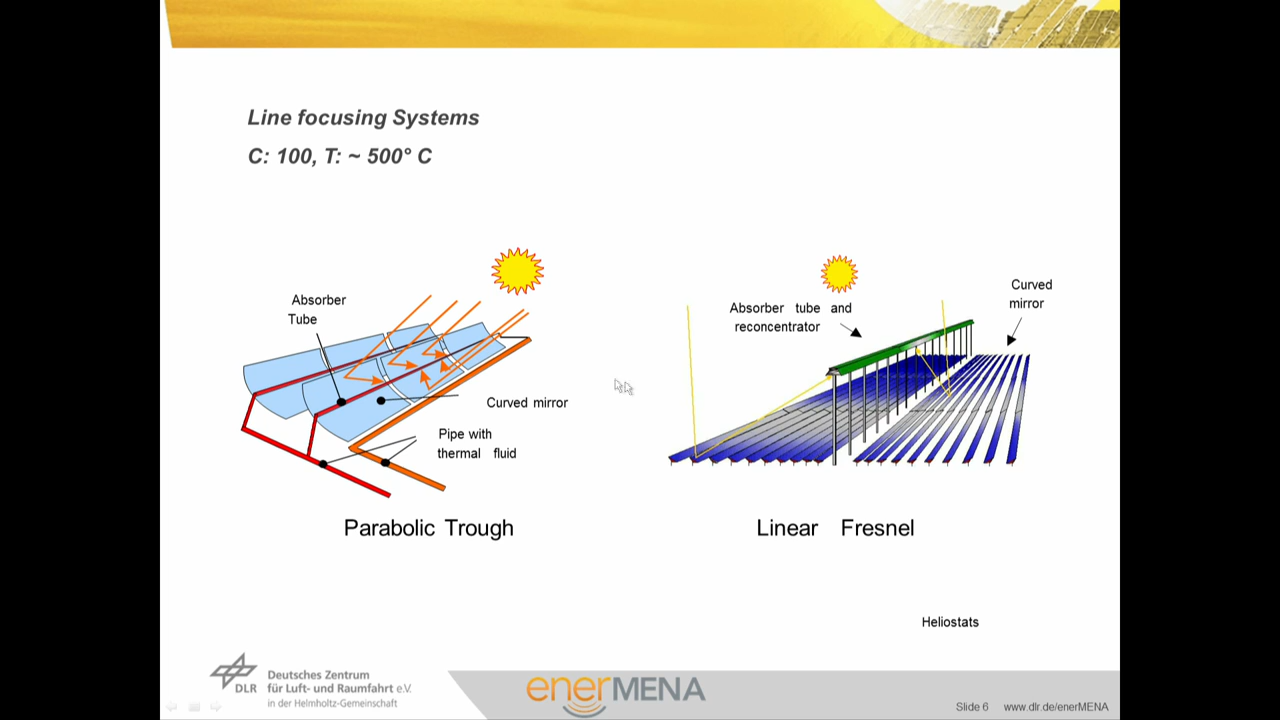 Line focusing Systems
C: 100, T: ~ 500° C
Absorber
Tube
Curved mirror
Pipe with
thermal fluid
Parabolic Trough
Absorber tube and
reconcentrator
Curved
mirror
Linear Fresnel
Heliostats
DLR
Deutsches Zentrum
für Luft- und Raumfahrt e.V.
in der Helmholtz-Gemeinschaft
enerMENA
Slide 6 www.dlr.de/enerMENA